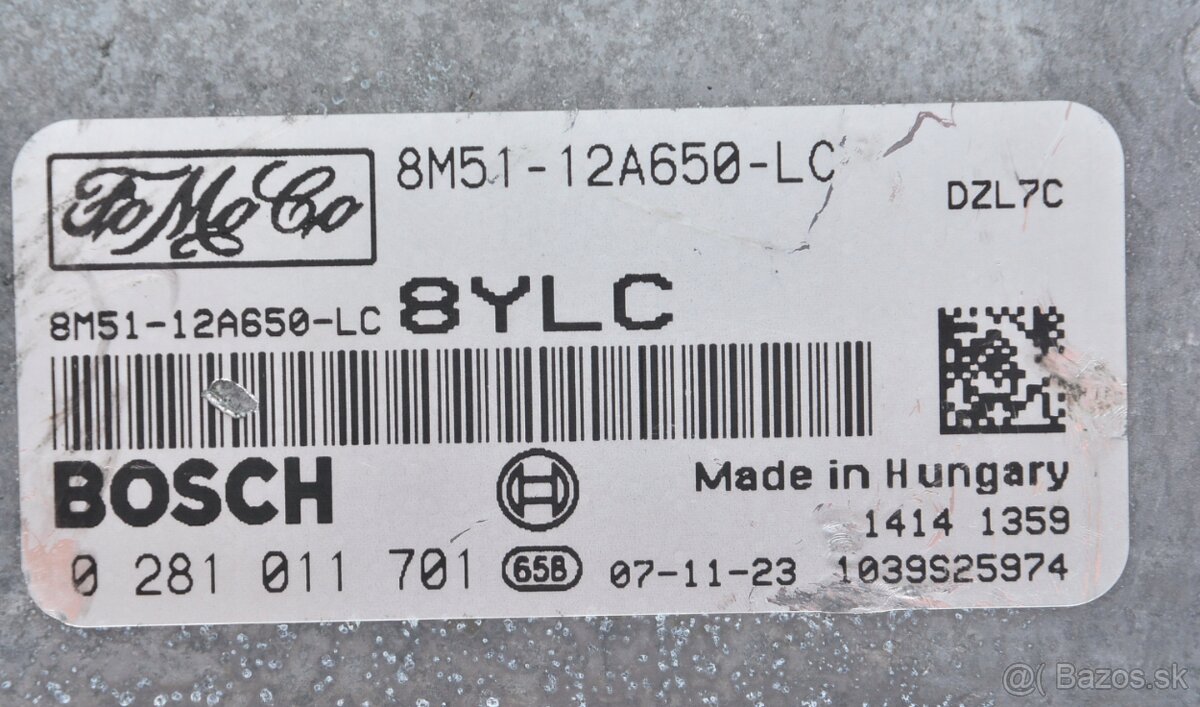 FoMoCo
8M51-12A650-LC
DZL7C
8M51-12A650-LC 8YLC
BOSCH
Made in Hungary
1414 1359
0 281 011 701 65B 07-11-23 1039S25974
@( Bazos.sk